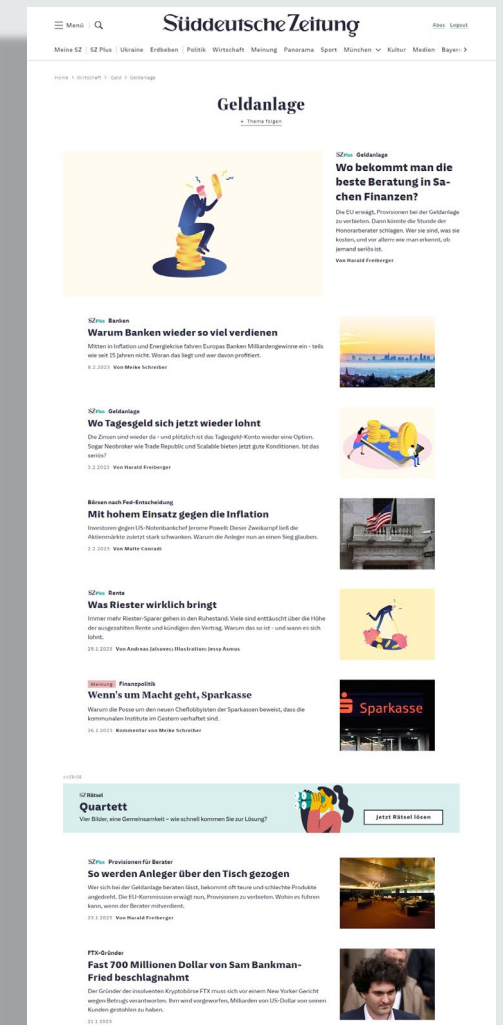 Menü
Süddeutsche Zeitung
Abos Logout
Meine SZ SZ Plus Ukraine Erdbeben Politik Wirtschaft Meinung Panorama Sport München Kultur Medien Bayern
Home > Wirtschaft > Geld > Geldanlage
Geldanlage
+ Thema folgen
SZPlus Geldanlage
Wo bekommt man die
beste Beratung in Sa-
chen Finanzen?
Die EU erwägt, Provisionen bei der Geldanlage
zu verbieten. Dann könnte die Stunde der
Honorarberater schlagen. Wer sie sind, was sie
kosten, und vor allem: wie man erkennt, ob
jemand seriös ist.
Von Harald Freiberger
SZPlus Banken
Warum Banken wieder so viel verdienen
Mitten in Inflation und Energiekrise fahren Europas Banken Milliardengewinne ein - teils
wie seit 15 Jahren nicht. Woran das liegt und wer davon profitiert.
8.2.2023 Von Meike Schreiber
SZPlus Geldanlage
Wo Tagesgeld sich jetzt wieder lohnt
Die Zinsen sind wieder da - und plötzlich ist das Tagesgeld-Konto wieder eine Option.
Sogar Neobroker wie Trade Republic und Scalable bieten jetzt gute Konditionen. Ist das
seriös?
3.2.2023 Von Harald Freiberger
Börsen nach Fed-Entscheidung
Mit hohem Einsatz gegen die Inflation
Investoren gegen US-Notenbankchef Jerome Powell: Dieser Zweikampf ließ die
Aktienmärkte zuletzt stark schwanken. Warum die Anleger nun an einen Sieg glauben.
2.2.2023 Von Malte Conradi
SZPlus Rente
Was Riester wirklich bringt
Immer mehr Riester-Sparer gehen in den Ruhestand. Viele sind enttäuscht über die Höhe
der ausgezahlten Rente und kündigen den Vertrag. Warum das so ist - und wann es sich
lohnt.
29.1.2023 Von Andreas Jalsovec; Illustration: Jessy Asmus
Meinung Finanzpolitik
Wenn's um Macht geht, Sparkasse
Warum die Posse um den neuen Cheflobbyisten der Sparkassen beweist, dass die
kommunalen Institute im Gestern verhaftet sind.
26.1.2023 Kommentar von Meike Schreiber
Sparkasse
ANZEIGE
SZ Rätsel
Quartett
Vier Bilder, eine Gemeinsamkeit – wie schnell kommen Sie zur Lösung?
Jetzt Rätsel lösen
SZPlus Provisionen für Berater
So werden Anleger über den Tisch gezogen
Wer sich bei der Geldanlage beraten lässt, bekommt oft teure und schlechte Produkte
angedreht. Die EU-Kommission erwägt nun, Provisionen zu verbieten. Wohin es führen
kann, wenn der Berater mitverdient.
23.1.2023 Von Harald Freiberger
FTX-Gründer
Fast 700 Millionen Dollar von Sam Bankman-
Fried beschlagnahmt
Der Gründer der insolventen Kryptobörse FTX muss sich vor einem New Yorker Gericht
wegen Betrugs verantworten. Ihm wird vorgeworfen, Milliarden von US-Dollar von seinen
Kunden gestohlen zu haben.
21.1.2023